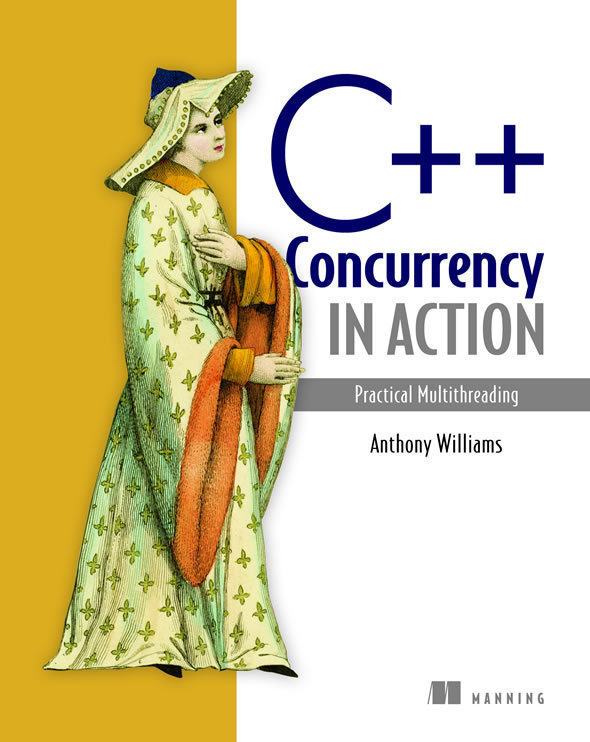 C++
Concurrency
IN ACTION
Practical Multithreading
Anthony Williams
MANNING